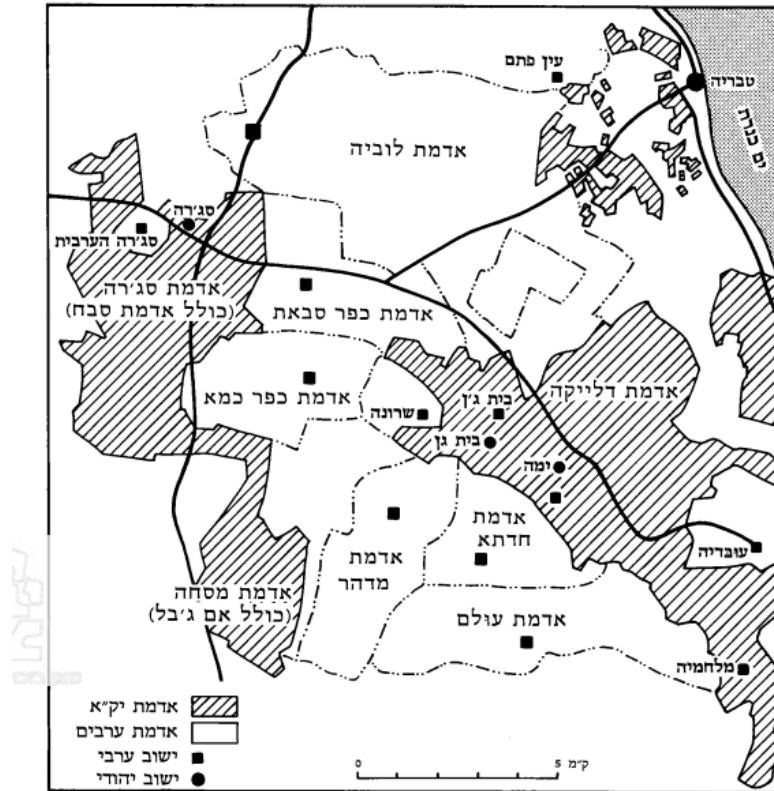 עין פתם
טבריה
ים כנרת
אדמת לוביה
סג'רה
סג'רה הערבית
אדמת סג'רה
(כולל אדמת סבח)
אדמת כפר סבאת
אדמת דלייקה
אדמת כפר כמא
שרונה
בית ג'ן
בית גן
ימה
אדמת
חדתא
עובדיה
אדמת
מדהר
אדמת מסחה
(כולל אם ג'בל)
אדמת עולם
מלחמיה
אדמת יק"א
אדמת ערבים
ישוב ערבי
ישוב יהודי
0 5 ק"מ